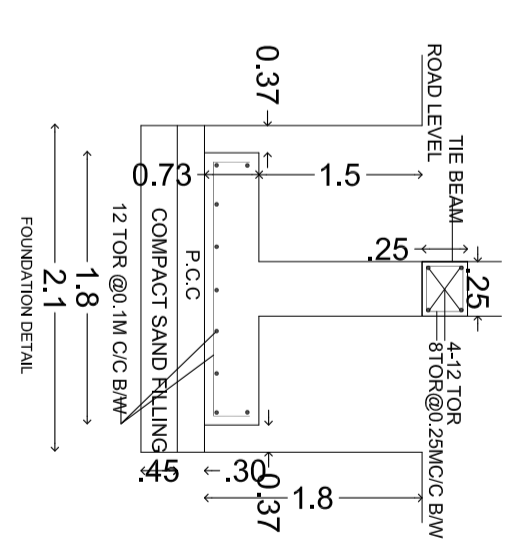 ROAD LEVEL
TIE BEAM
4-12 TOR
8TOR@0.25MC/C B/W
.25
.25
0.37
1.5
0.73
1.8
.30
0.37
.45
P.C.C
COMPACT SAND FILLING
12 TOR @0.1M C/C B/W
1.8
2.1
FOUNDATION DETAIL